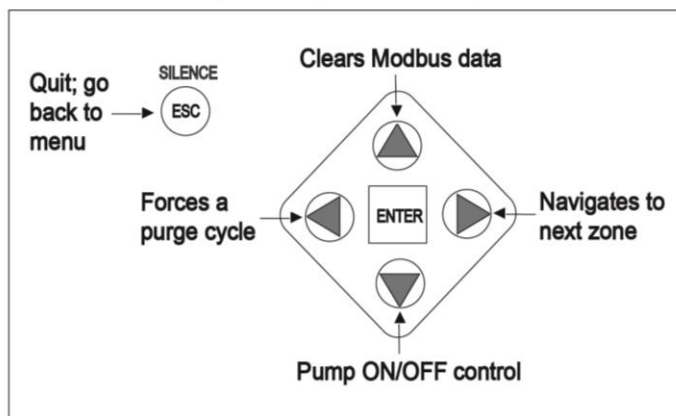 Clears Modbus data
SILENCE
Quit; go
back to
menu
ESC
Forces a
purge cycle
ENTER
Navigates to
next zone
Pump ON/OFF control